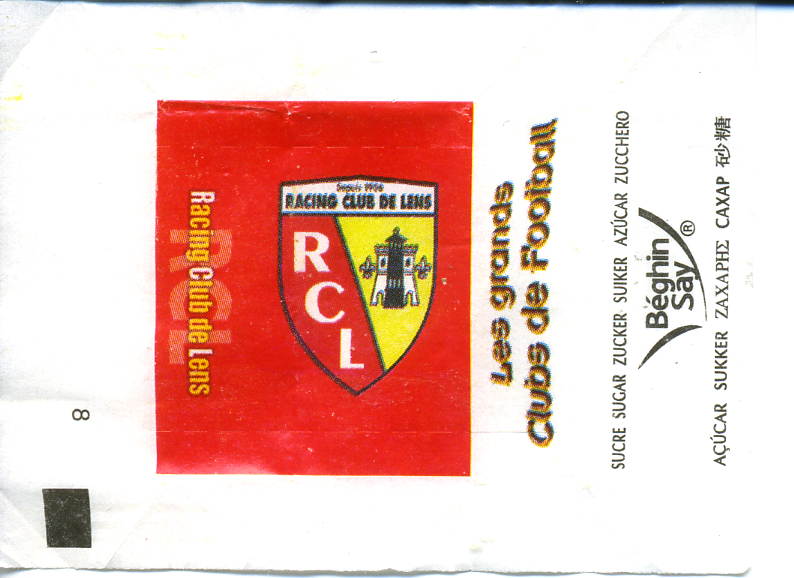 Depuis 1906
RACING CLUB DE LENS
R
C
L
RCL
Racing Club de Lens
Les grands
Clubs de Football
SUCRE SUGAR ZUCKER SUIKER AZÚCAR ZUCCHERO
Béghin
Say ®
AÇÚCAR SUKKER ΖΑΧΑΡΗΣ САХАР 砂糖
8